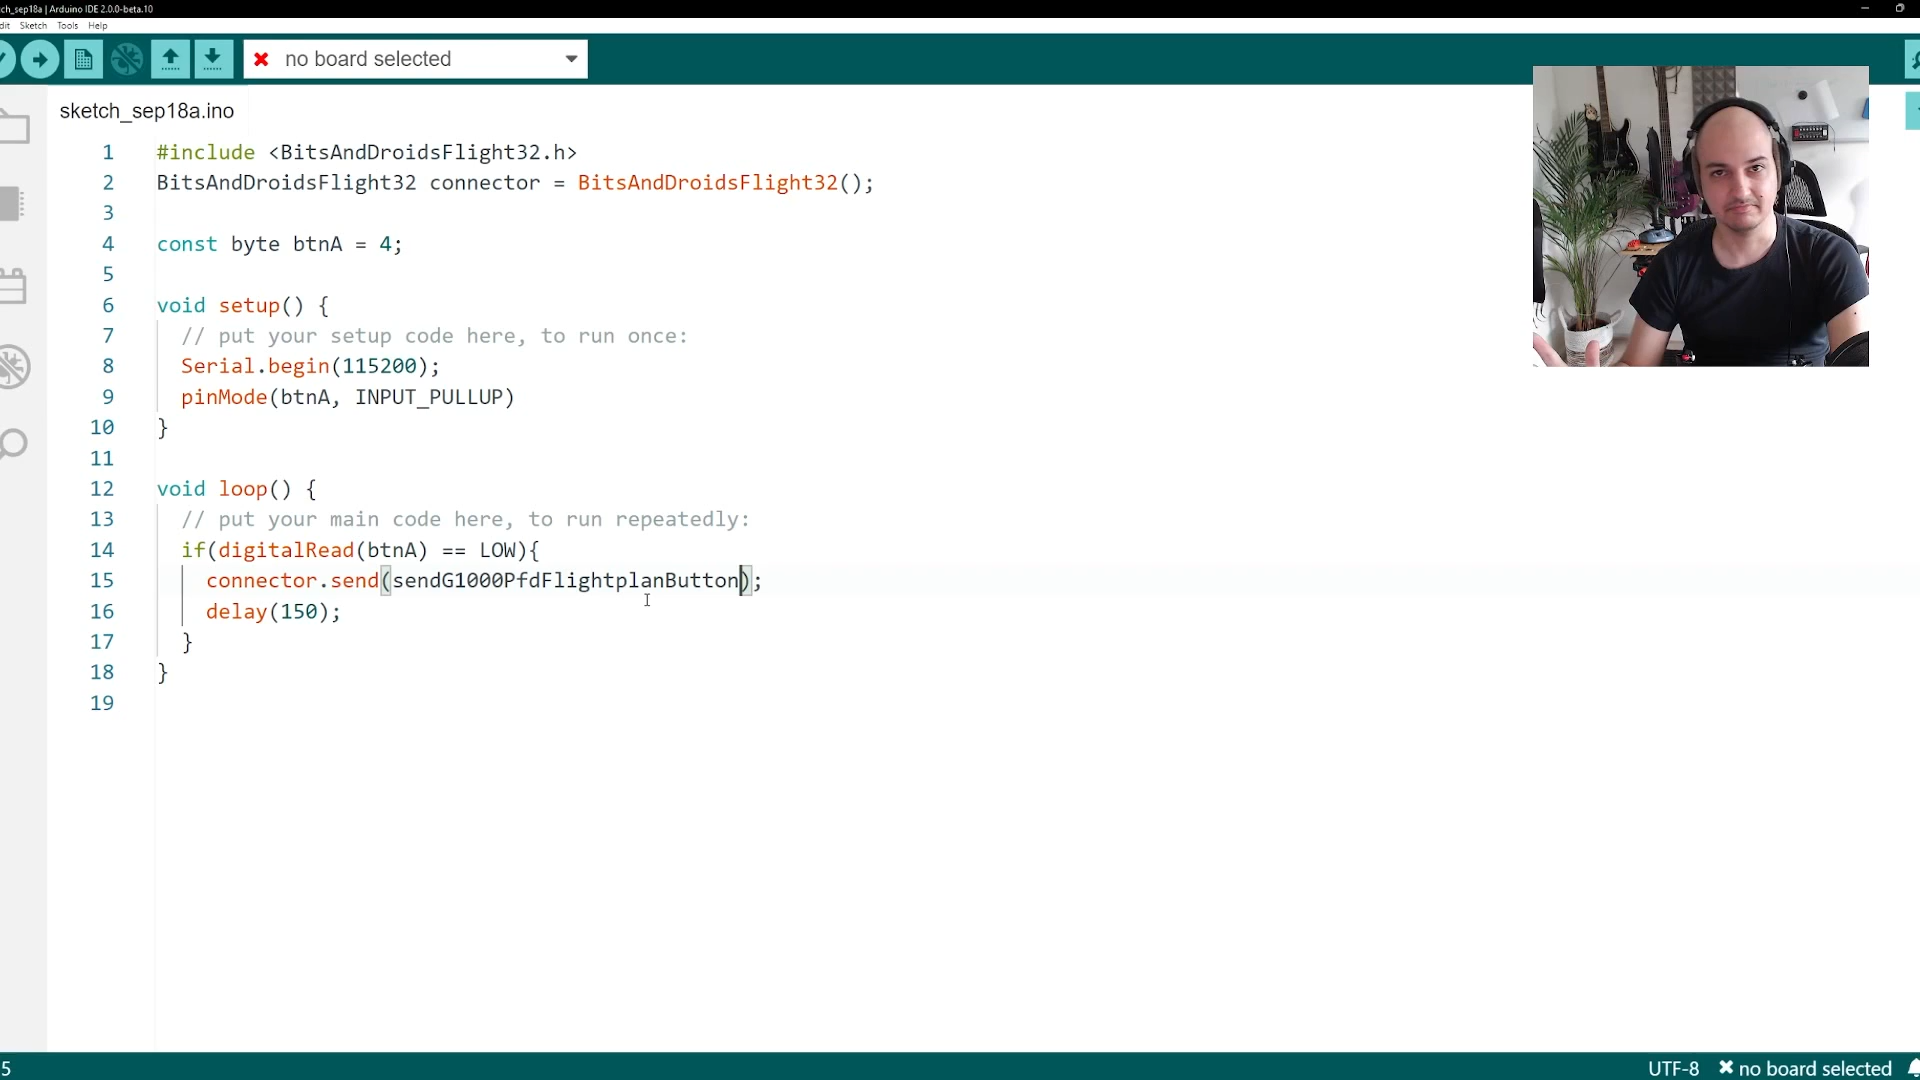 ch_sep18a | Arduino IDE 2.0.0-beta.10
dit Sketch Tools Help
no board selected
sketch_sep18a.ino
1 #include <BitsAndDroidsFlight32.h>
2 BitsAndDroidsFlight32 connector = BitsAndDroidsFlight32();
3
4 const byte btnA = 4;
5
6 void setup() {
7 // put your setup code here, to run once:
8 Serial.begin(115200);
9 pinMode(btnA, INPUT_PULLUP)
10 }
11
12 void loop() {
13 // put your main code here, to run repeatedly:
14 if(digitalRead(btnA) == LOW){
15 connector.send(sendG1000PfdFlightplanButton);
16 delay(150);
17 }
18 }
19
5 UTF-8 no board selected